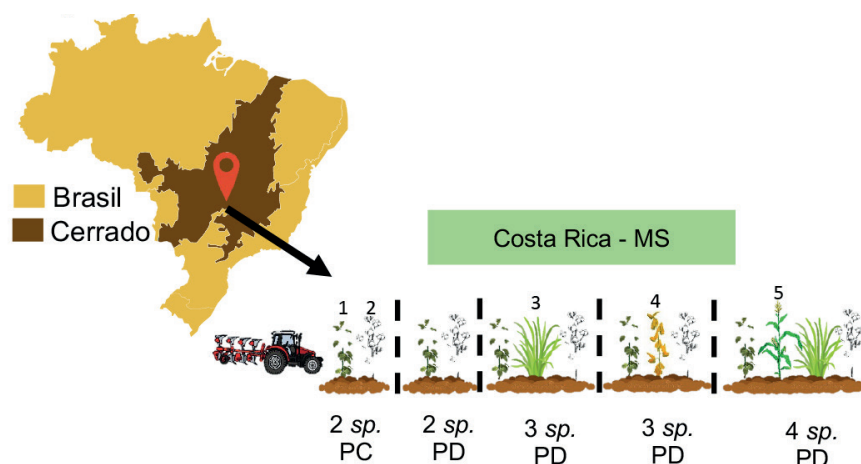 Brasil
Cerrado
Costa Rica - MS
1 2 3 4 5
2 sp. 2 sp. 3 sp. 3 sp. 4 sp.
PC PD PD PD PD